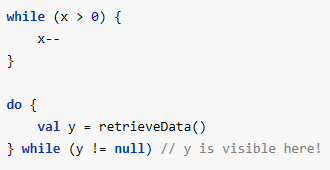 while (x > 0) {
    x--
}

do {
    val y = retrieveData()
} while (y != null) // y is visible here!